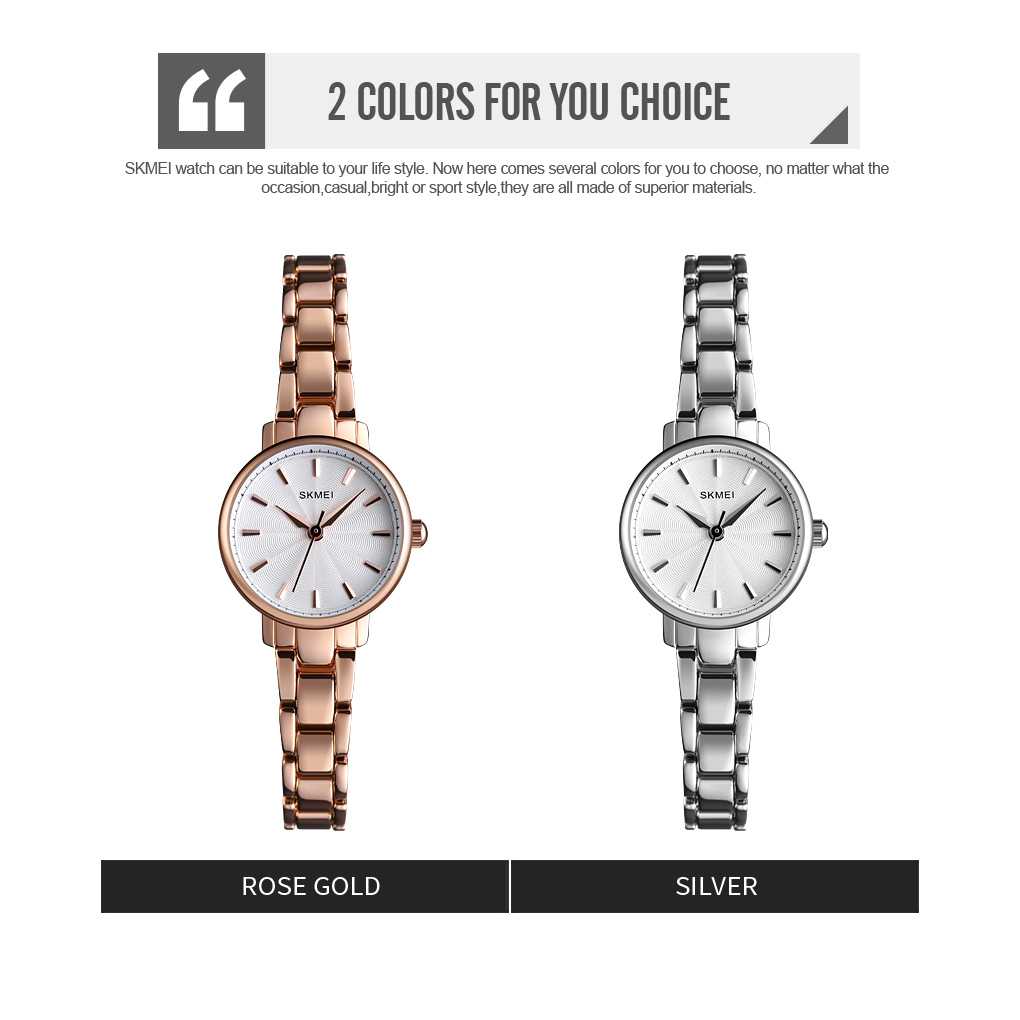 2 COLORS FOR YOU CHOICE
SKMEI watch can be suitable to your life style. Now here comes several colors for you to choose, no matter what the
occasion,casual,bright or sport style,they are all made of superior materials.
SKMEI
SKMEI
ROSE GOLD
SILVER